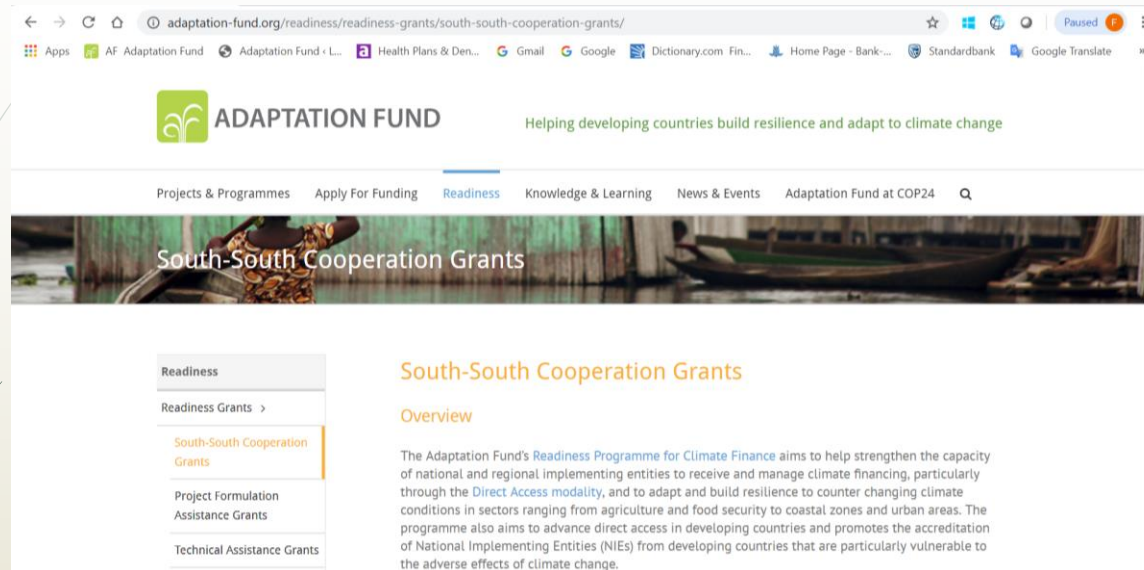 adaptation-fund.org/readiness/readiness-grants/south-south-cooperation-grants/
Paused F
Apps AF Adaptation Fund Adaptation Fund ‹ L... Health Plans & Den... Gmail Google Dictionary.com Fin... Home Page - Bank-... Standardbank Google Translate
ADAPTATION FUND
Helping developing countries build resilience and adapt to climate change
Projects & Programmes Apply For Funding Readiness Knowledge & Learning News & Events Adaptation Fund at COP24
South-South Cooperation Grants
Readiness
Readiness Grants >
South-South Cooperation
Grants
Project Formulation
Assistance Grants
Technical Assistance Grants
South-South Cooperation Grants
Overview
The Adaptation Fund's Readiness Programme for Climate Finance aims to help strengthen the capacity
of national and regional implementing entities to receive and manage climate financing, particularly
through the Direct Access modality, and to adapt and build resilience to counter changing climate
conditions in sectors ranging from agriculture and food security to coastal zones and urban areas. The
programme also aims to advance direct access in developing countries and promotes the accreditation
of National Implementing Entities (NIEs) from developing countries that are particularly vulnerable to
the adverse effects of climate change.